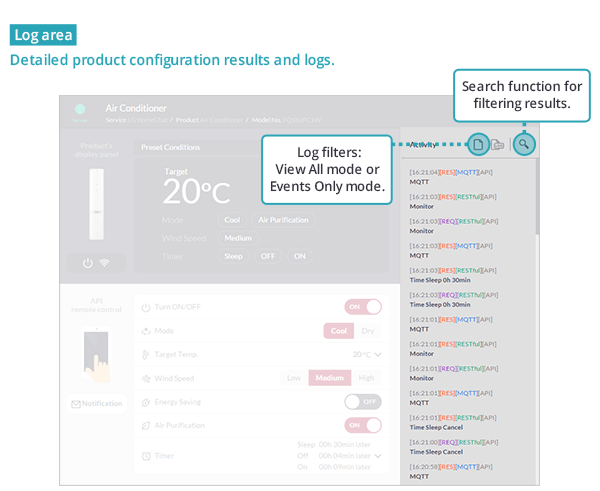 Log area
Detailed product configuration results and logs.
Search function for
filtering results.
Log filters:
View All mode or
Events Only mode.
Air Conditioner
Service
/ Product Air Conditioner / Modechis
Product's
display panel
Preset Conditions
Target
20°C
Mode Cool Air Purification
Wind Speed Medium
Timer Sleep OFF ON
API
remote control
Notification
Turn ON/OFF ON
Mode Cool Dry
Target Temp. 20°C
Wind Speed Low Medium High
Energy Saving OFF
Air Purification ON
Timer
Sleep 00h 30min later
Off 00h 04min later
On 00h 09min later
Activity
[16:21:04][RES][MQTT][API]
MQTT
[16:21:03][RES][RESTful][API]
Monitor
[16:21:03][REQ][RESTful][API]
Monitor
[16:21:03][RES][MQTT][API]
MQTT
[16:21:03][RES][RESTful][API]
Time Sleep 0h 30min
[16:21:03][REQ][RESTful][API]
Time Sleep 0h 30min
[16:21:01][RES][MQTT][API]
MQTT
[16:21:01][RES][RESTful][API]
Monitor
[16:21:01][REQ][RESTful][API]
Monitor
[16:21:01][RES][MQTT][API]
MQTT
[16:21:01][RES][RESTful][API]
Time Sleep Cancel
[16:21:00][REQ][RESTful][API]
Time Sleep Cancel
[16:20:58][RES][MQTT][API]
MQTT